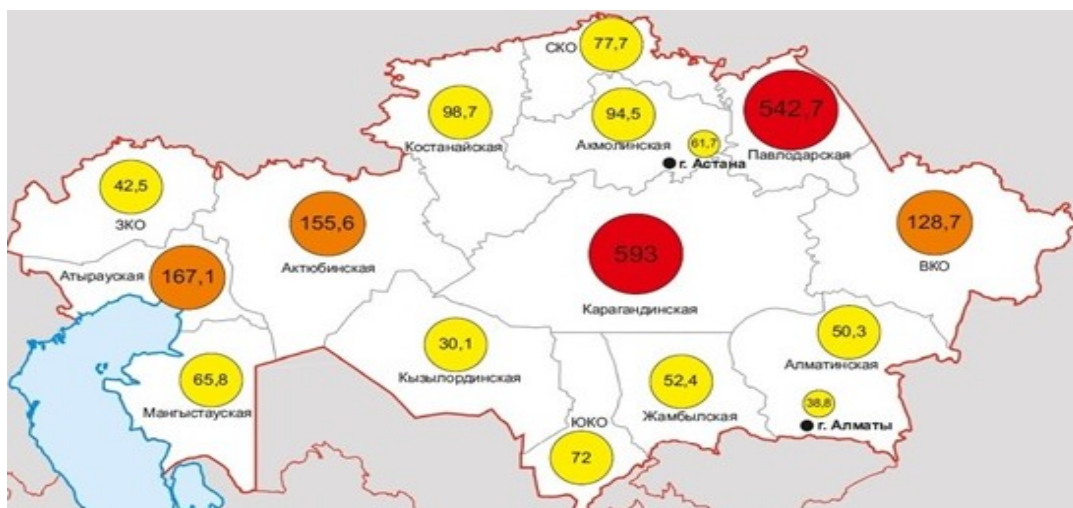 СКО
77,7
98,7
Костанайская
94,5
Акмолинская
61,7
г. Астана
542,7
Павлодарская
42,5
ЗКО
155,6
Актюбинская
593
Карагандинская
128,7
ВКО
Атырауская
167,1
65,8
Мангыстауская
30,1
Кызылординская
ЮКО
72
52,4
Жамбылская
50,3
Алматинская
38,8
г. Алматы